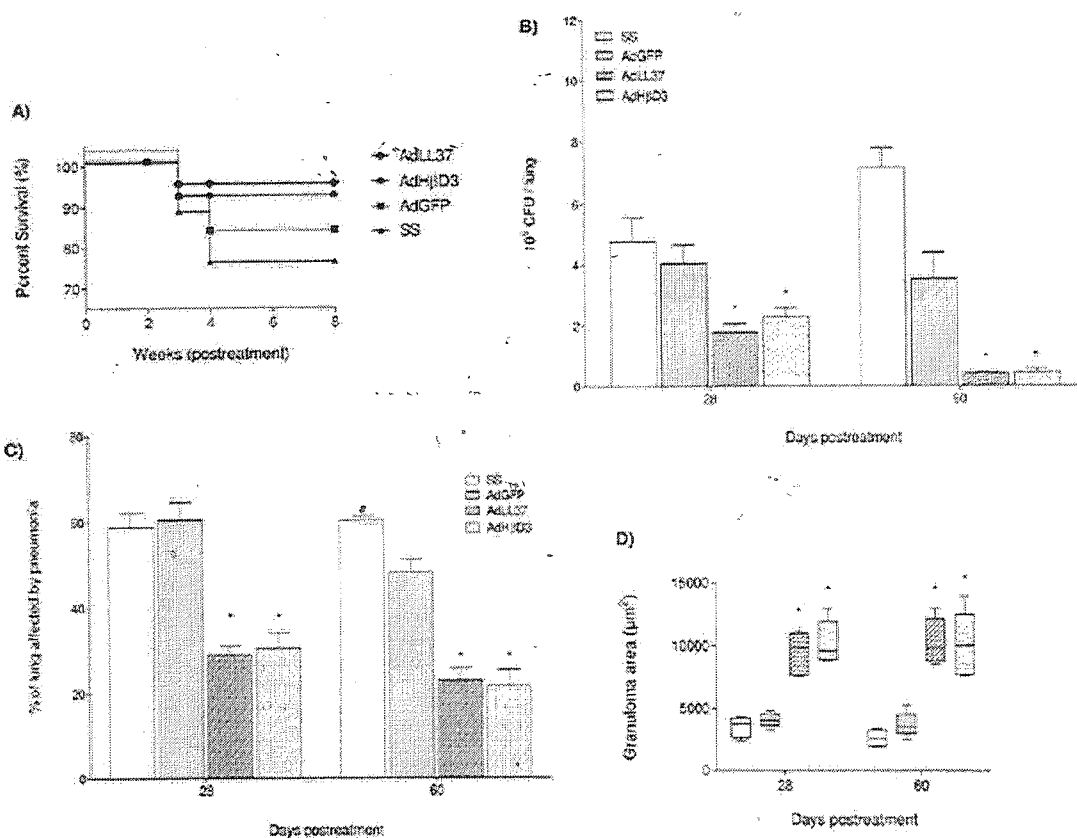 A)
Percent Survival (%)
100
90
80
70
0
2
4
6
8
Weeks (postreatment)
AdLL37
AdHβD3
AdGFP
SS
B)
CFU / lung
12
10
8
6
4
2
0
SS
AdGFP
AdLL37
AdHβD3
*
*
*
*
28
60
Days postreatment
C)
% of lung affected by pneumonia
80
60
40
20
0
SS
AdGFP
AdLL37
AdHβD3
*
*
*
*
28
60
Days postreatment
D)
Granuloma area (µm²)
15000
10000
5000
0
*
*
*
*
28
60
Days postreatment